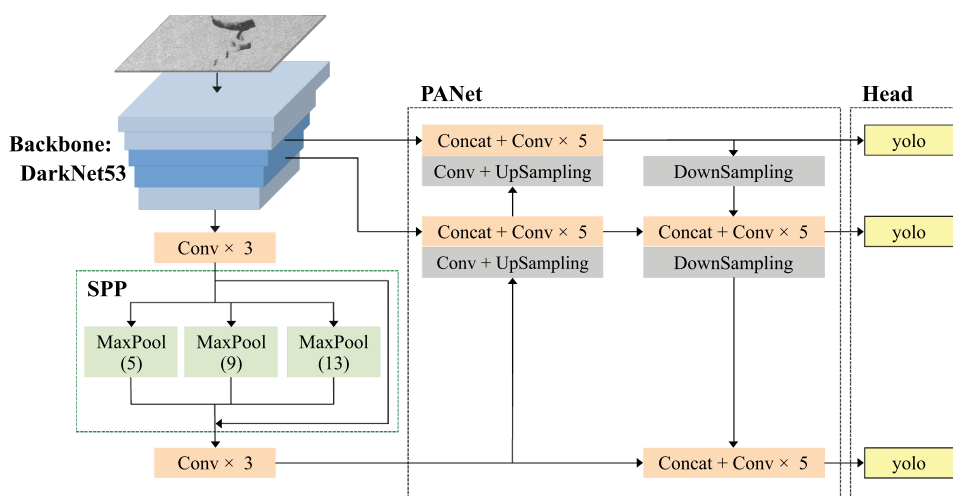 PANet
Head
Backbone:
DarkNet53
Concat + Conv × 5
yolo
Conv + UpSampling
DownSampling
Concat + Conv × 5
Concat + Conv × 5
yolo
Conv × 3
Conv + UpSampling
DownSampling
SPP
MaxPool
(5)
MaxPool
(9)
MaxPool
(13)
Conv × 3
Concat + Conv × 5
yolo